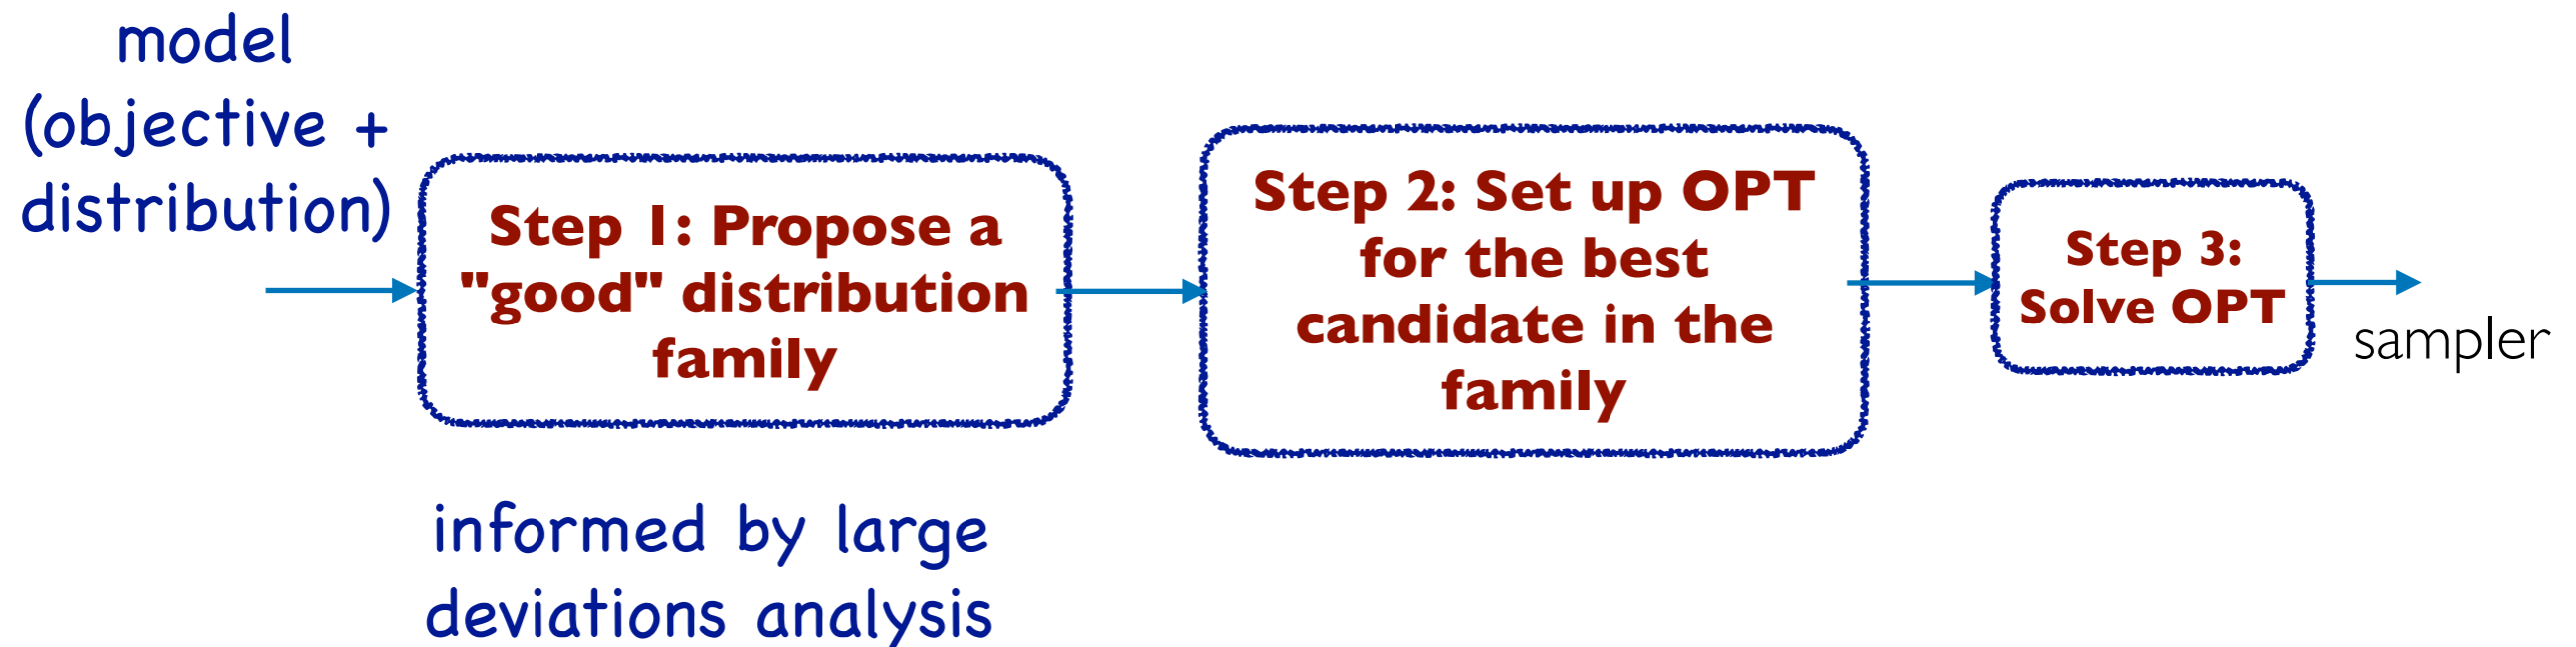 model
(objective +
distribution)
Step 1: Propose a
"good" distribution
family
informed by large
deviations analysis
Step 2: Set up OPT
for the best
candidate in the
family
Step 3:
Solve OPT
sampler